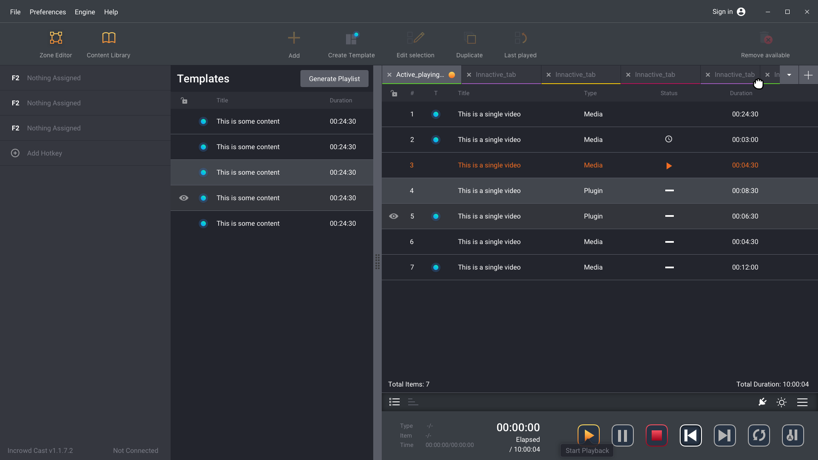 File Preferences Engine Help Sign in
Zone Editor Content Library Add Create Template Edit selection Duplicate Last played Remove available
F2 Nothing Assigned
F2 Nothing Assigned
F2 Nothing Assigned
Add Hotkey
Incrowd Cast v1.1.7.2 Not Connected
Templates Generate Playlist
Title Duration
This is some content 00:24:30
This is some content 00:24:30
This is some content 00:24:30
This is some content 00:24:30
This is some content 00:24:30
Active_playing... Innactive_tab Innactive_tab Innactive_tab Innactive_tab In
# T Title Type Status Duration
1 This is a single video Media 00:24:30
2 This is a single video Media 00:03:00
3 This is a single video Media 00:04:30
4 This is a single video Plugin 00:08:30
5 This is a single video Plugin 00:06:30
6 This is a single video Media 00:04:30
7 This is a single video Media 00:12:00
Total Items: 7 Total Duration: 10:00:04
Type -/-
Item -/-
Time 00:00:00/00:00:00
00:00:00
Elapsed
/ 10:00:04
Start Playback